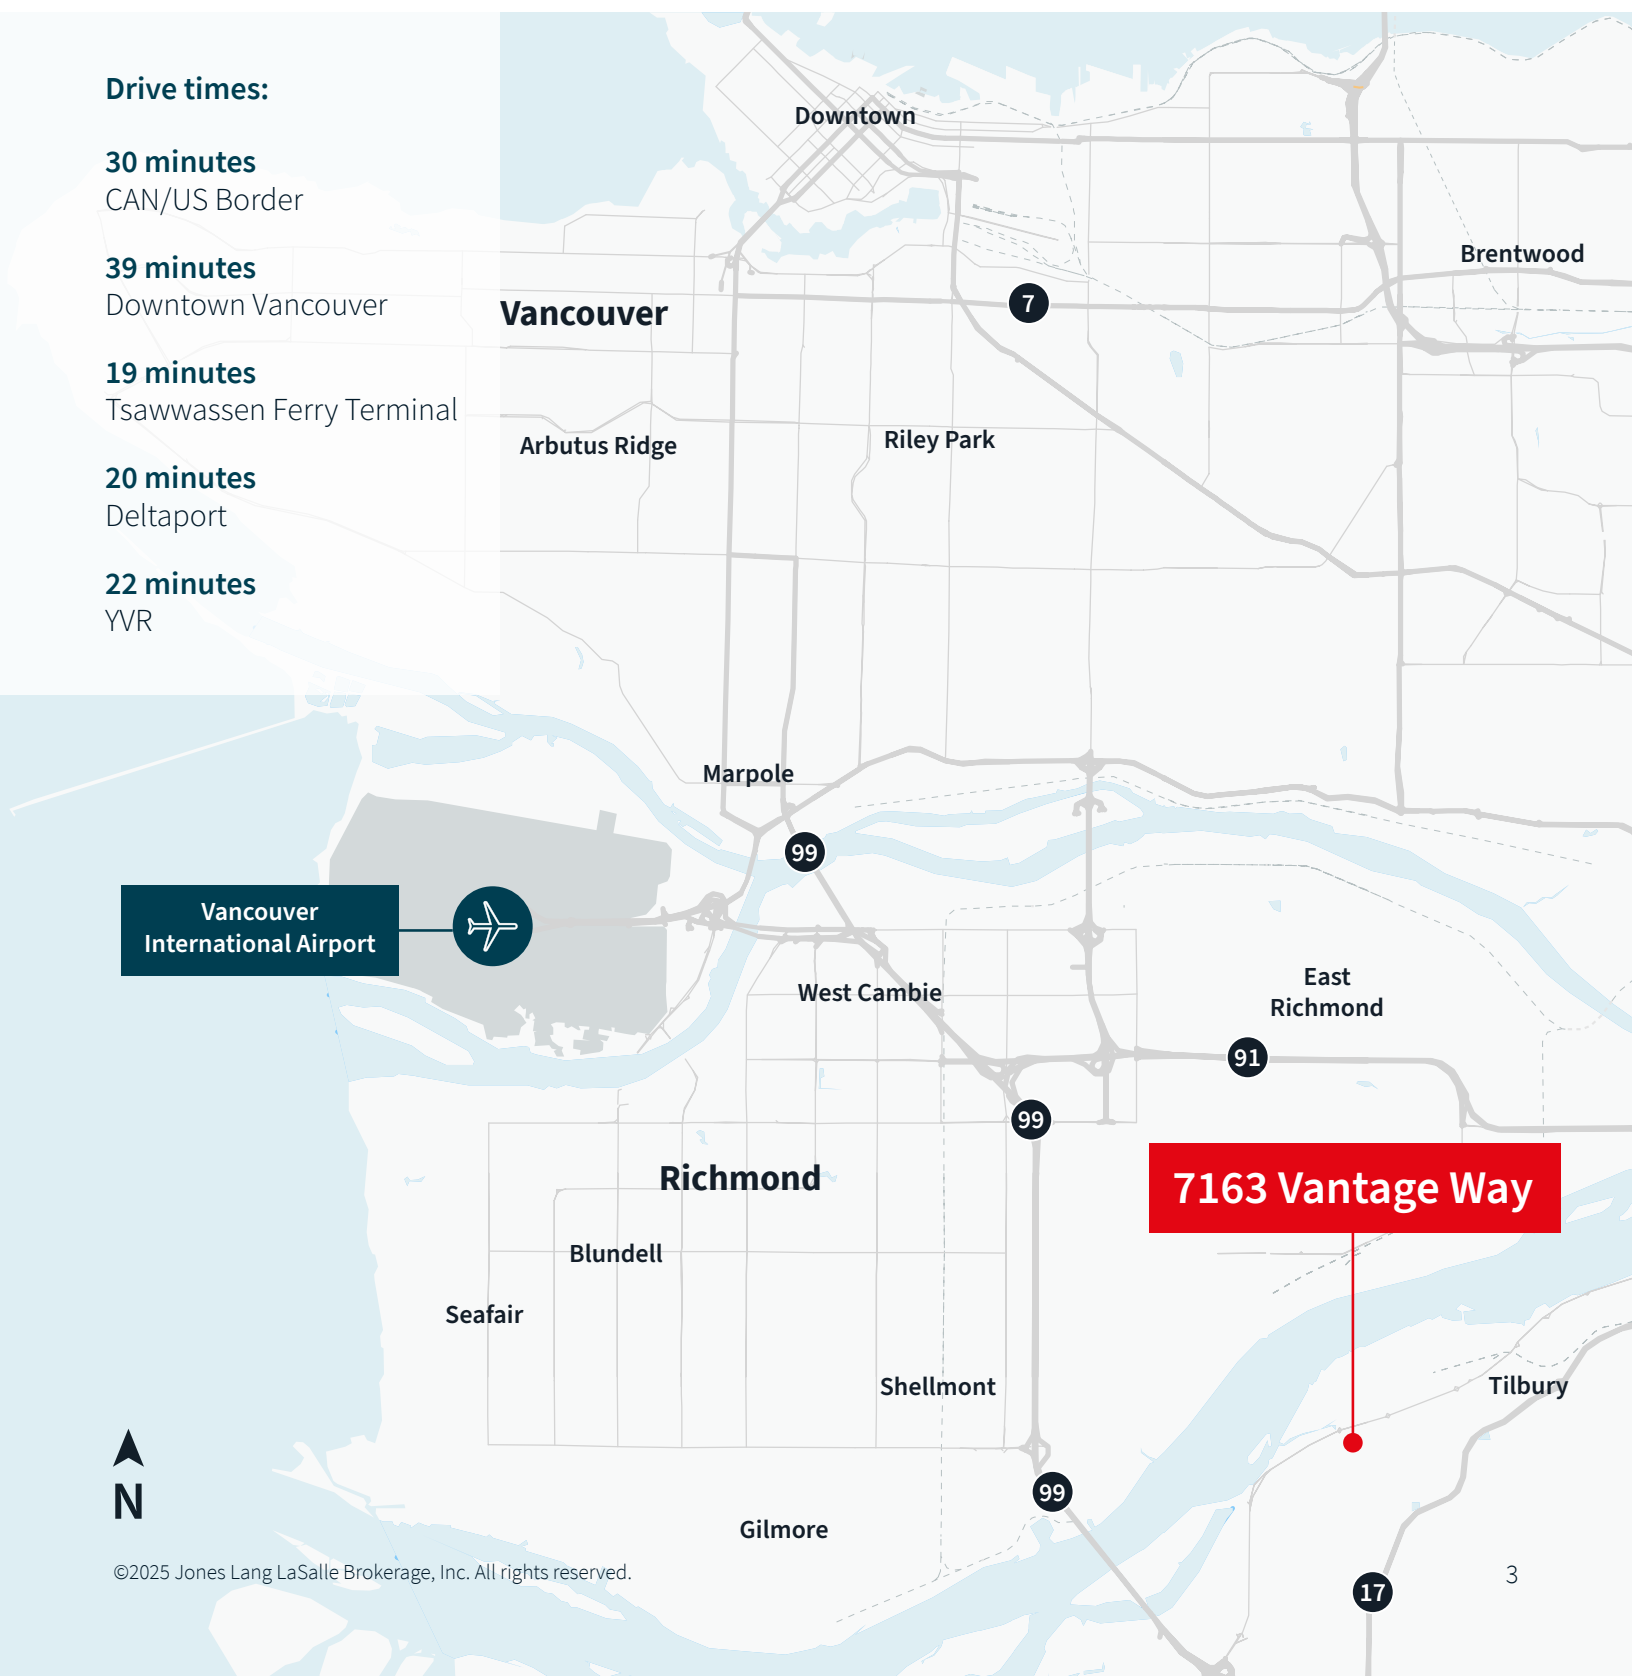 Drive times:
30 minutes
CAN/US Border
39 minutes
Downtown Vancouver
19 minutes
Tsawwassen Ferry Terminal
20 minutes
Deltaport
22 minutes
YVR
Downtown
Brentwood
7
Vancouver
Arbutus Ridge
Riley Park
Marpole
99
Vancouver
International Airport
West Cambie
East
Richmond
91
99
Richmond
7163 Vantage Way
Blundell
Seafair
Shellmont
Tilbury
99
N
Gilmore
17
©2025 Jones Lang LaSalle Brokerage, Inc. All rights reserved.
3